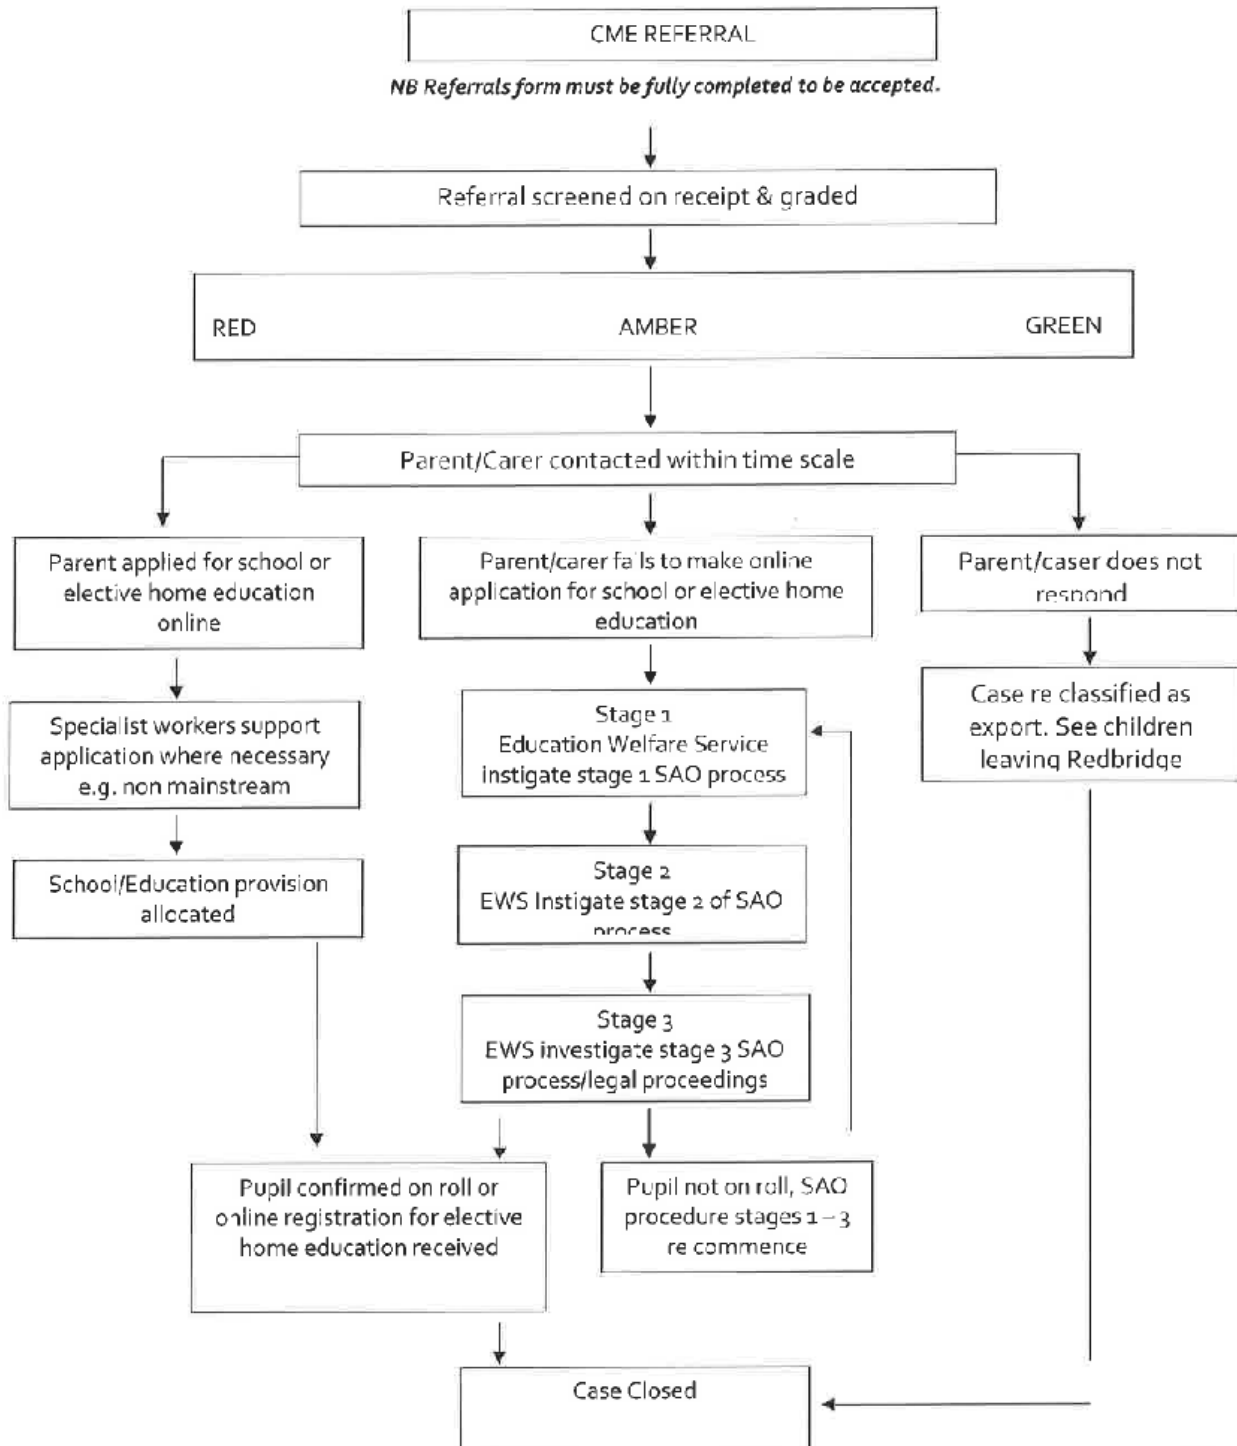 CME REFERRAL
NB Referrals form must be fully completed to be accepted.
Referral screened on receipt & graded
RED AMBER GREEN
Parent/Carer contacted within time scale
Parent applied for school or
elective home education
online
Parent/carer fails to make online
application for school or elective home
education
Parent/caser does not
respond
Specialist workers support
application where necessary
e.g. non mainstream
Stage 1
Education Welfare Service
instigate stage 1 SAO process
Case re classified as
export. See children
leaving Redbridge
School/Education provision
allocated
Stage 2
EWS Instigate stage 2 of SAO
process
Stage 3
EWS investigate stage 3 SAO
process/legal proceedings
Pupil confirmed on roll or
online registration for elective
home education received
Pupil not on roll, SAO
procedure stages 1 – 3
re commence
Case Closed